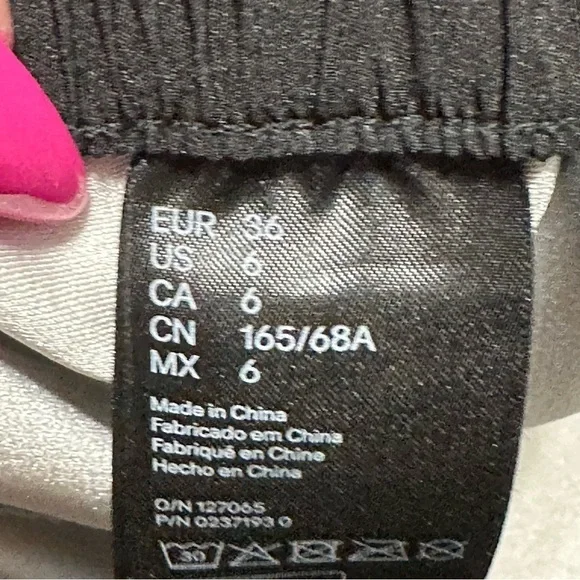 EUR 36
US 6
CA 6
CN 165/68A
MX 6
Made in China
Fabricado em China
Fabriqué en Chine
Hecho en China
O/N 127065
P/N 0237193 0
30